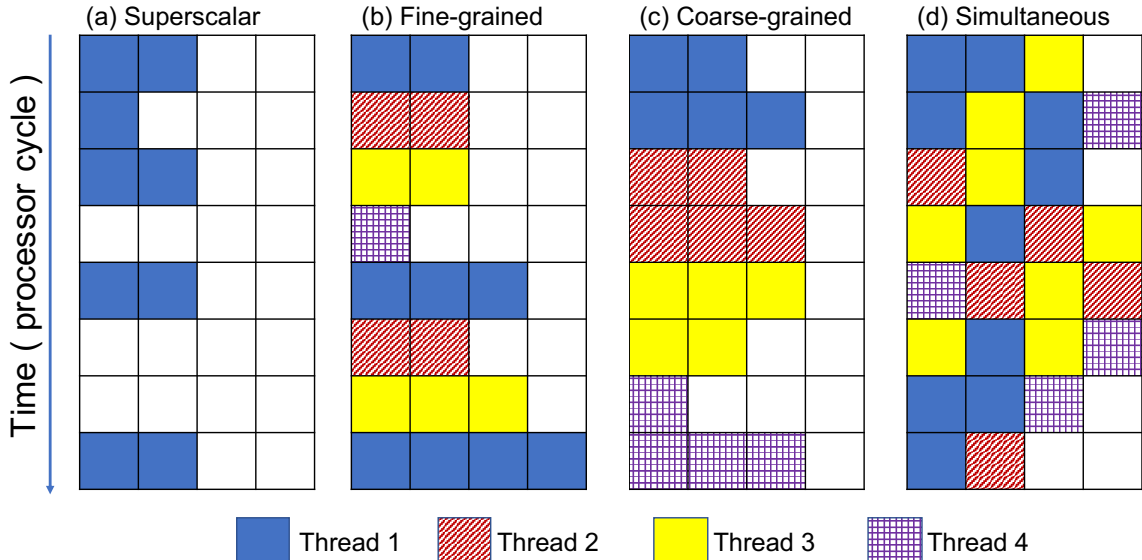 (a) Superscalar
(b) Fine-grained
(c) Coarse-grained
(d) Simultaneous
Time ( processor cycle )
Thread 1
Thread 2
Thread 3
Thread 4